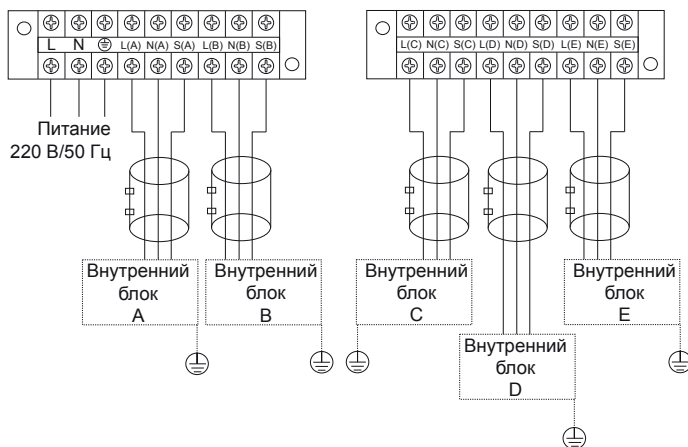 L N L(A) N(A) S(A) L(B) N(B) S(B)
L(C) N(C) S(C) L(D) N(D) S(D) L(E) N(E) S(E)
Питание
220 В/50 Гц
Внутренний
блок
A
Внутренний
блок
B
Внутренний
блок
C
Внутренний
блок
D
Внутренний
блок
E